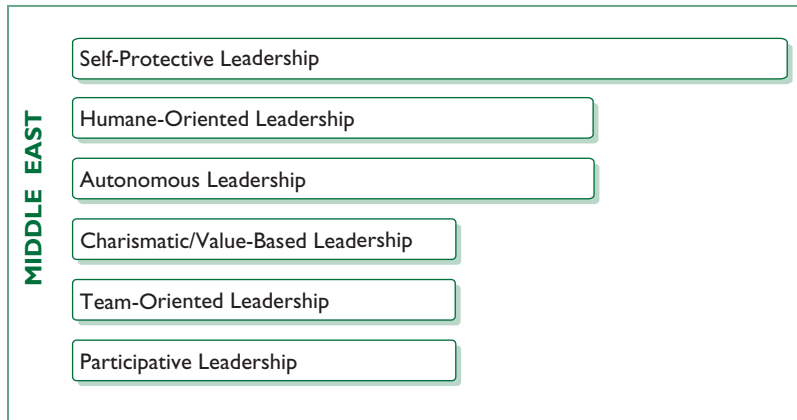 MIDDLE EAST
Self-Protective Leadership
Humane-Oriented Leadership
Autonomous Leadership
Charismatic/Value-Based Leadership
Team-Oriented Leadership
Participative Leadership